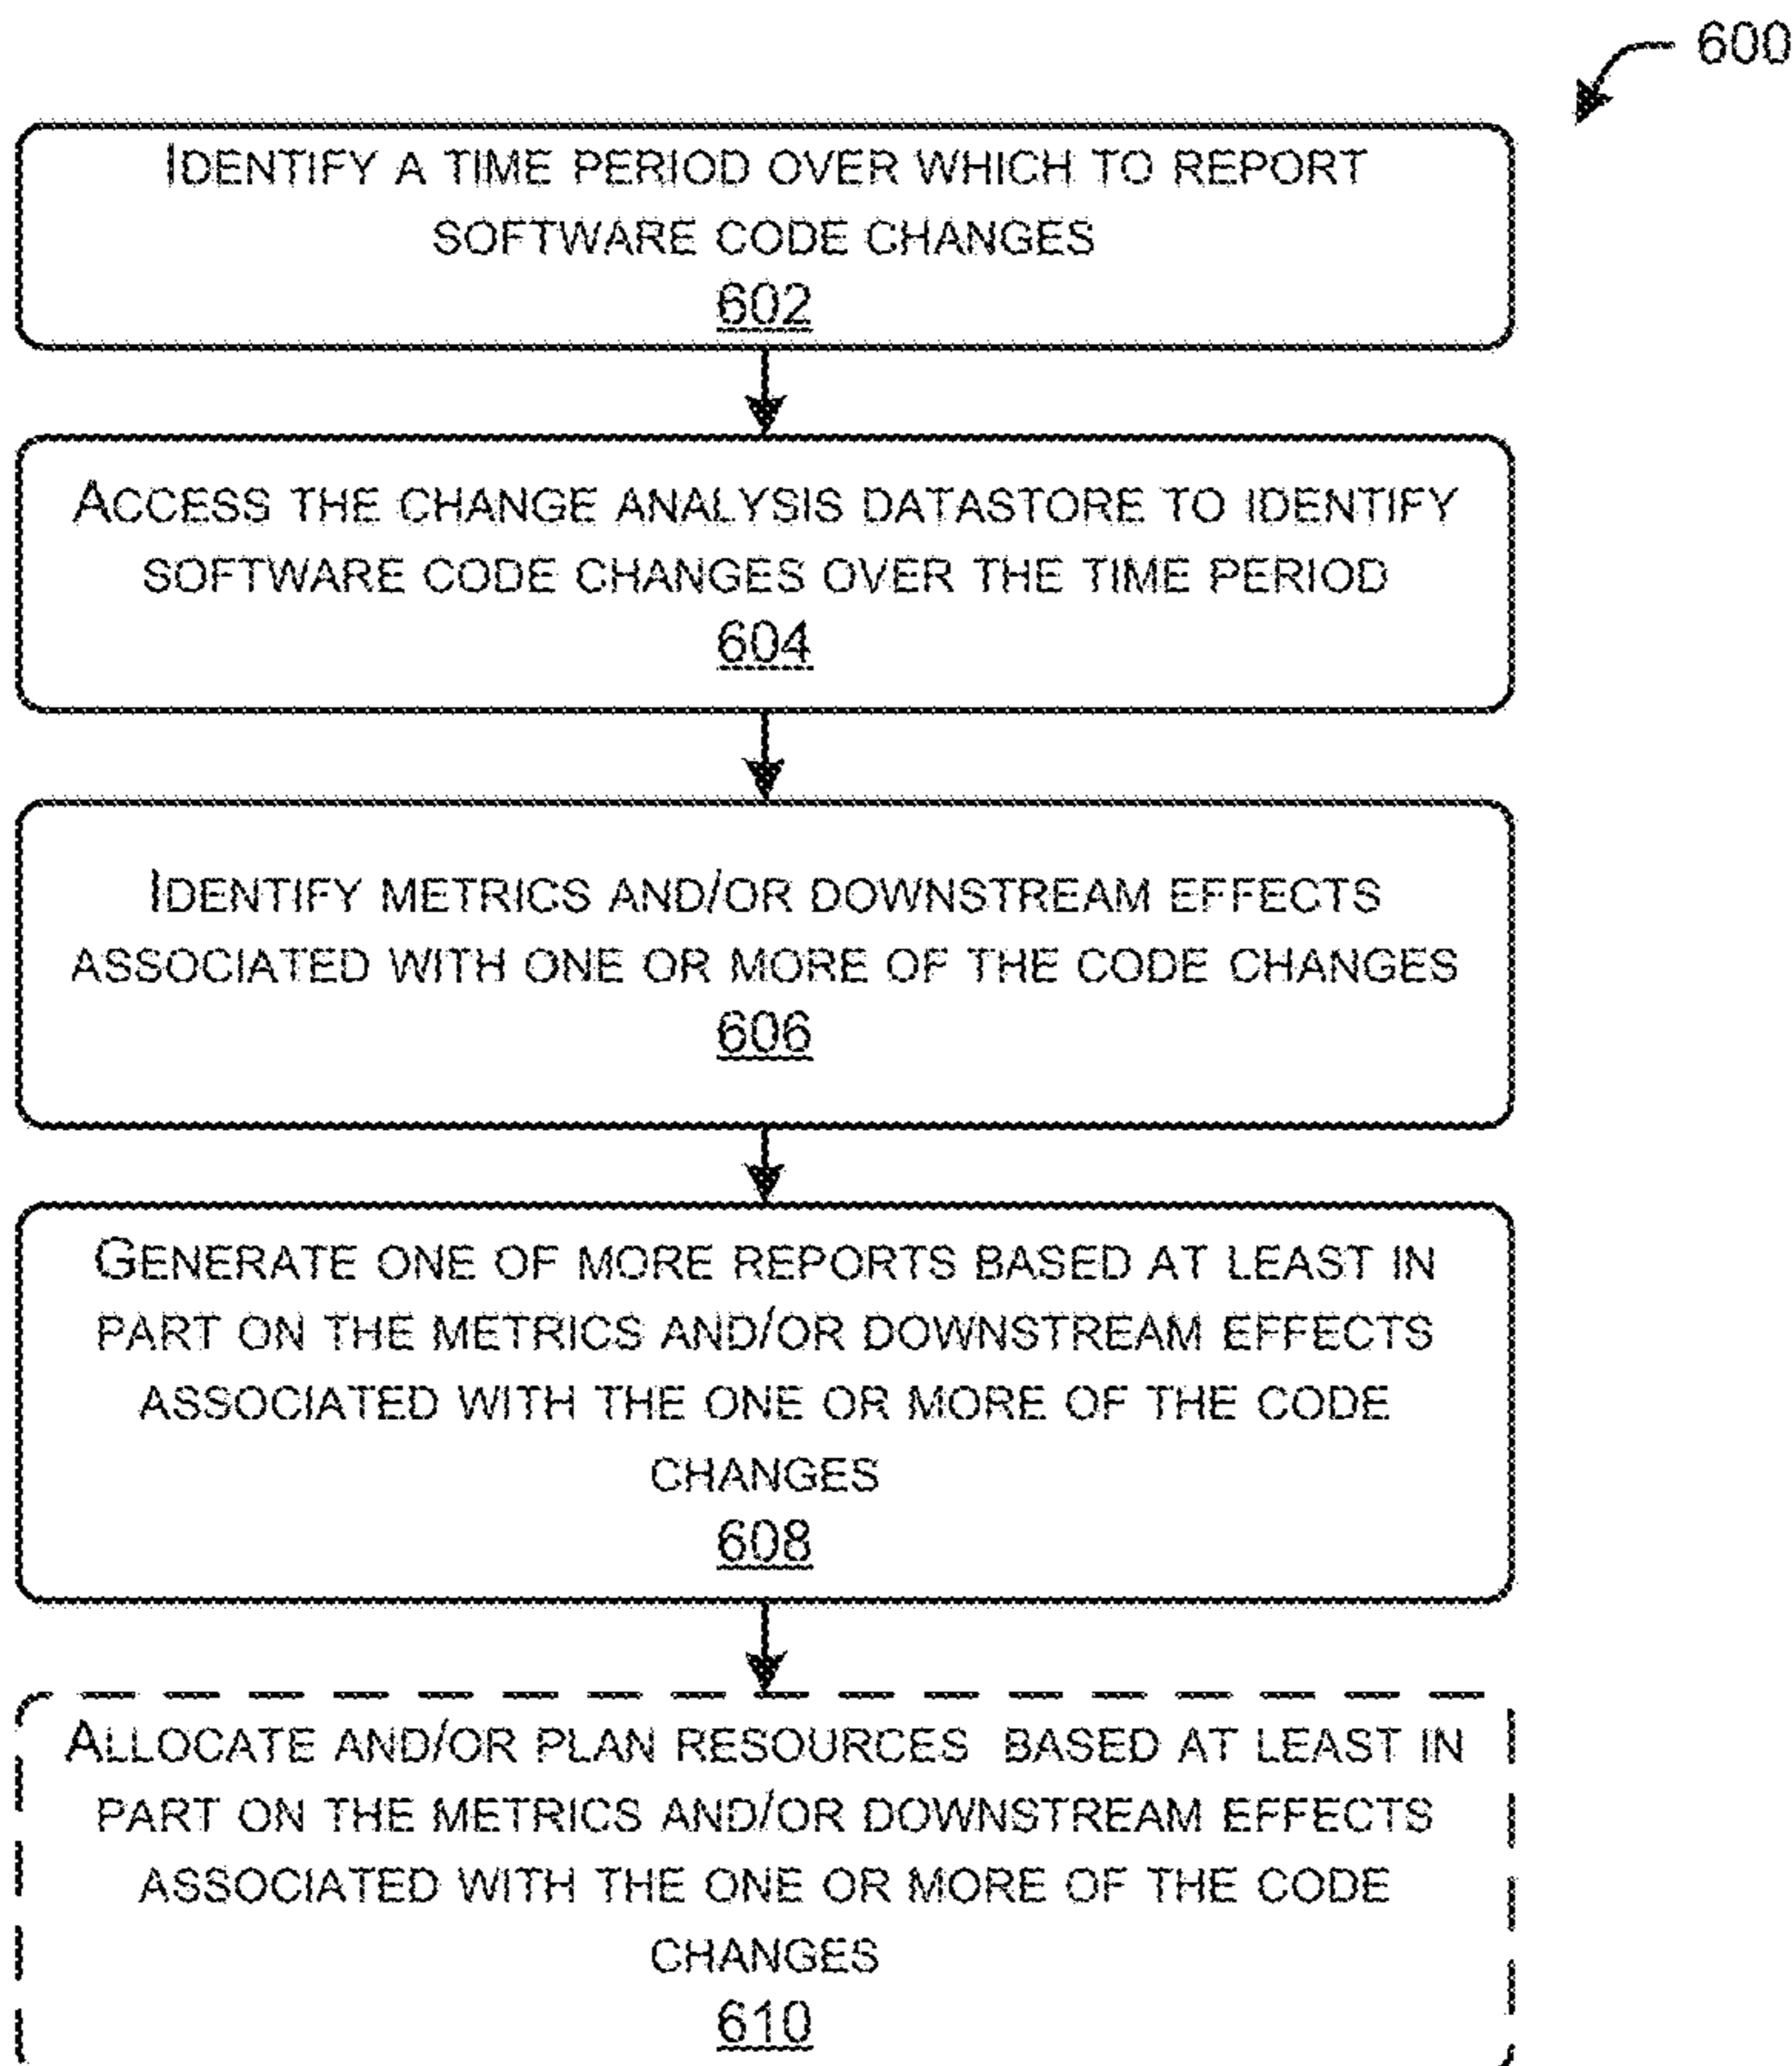 600
IDENTIFY A TIME PERIOD OVER WHICH TO REPORT
SOFTWARE CODE CHANGES
602
ACCESS THE CHANGE ANALYSIS DATASTORE TO IDENTIFY
SOFTWARE CODE CHANGES OVER THE TIME PERIOD
604
IDENTIFY METRICS AND/OR DOWNSTREAM EFFECTS
ASSOCIATED WITH ONE OR MORE OF THE CODE CHANGES
606
GENERATE ONE OF MORE REPORTS BASED AT LEAST IN
PART ON THE METRICS AND/OR DOWNSTREAM EFFECTS
ASSOCIATED WITH THE ONE OR MORE OF THE CODE
CHANGES
608
ALLOCATE AND/OR PLAN RESOURCES BASED AT LEAST IN
PART ON THE METRICS AND/OR DOWNSTREAM EFFECTS
ASSOCIATED WITH THE ONE OR MORE OF THE CODE
CHANGES
610